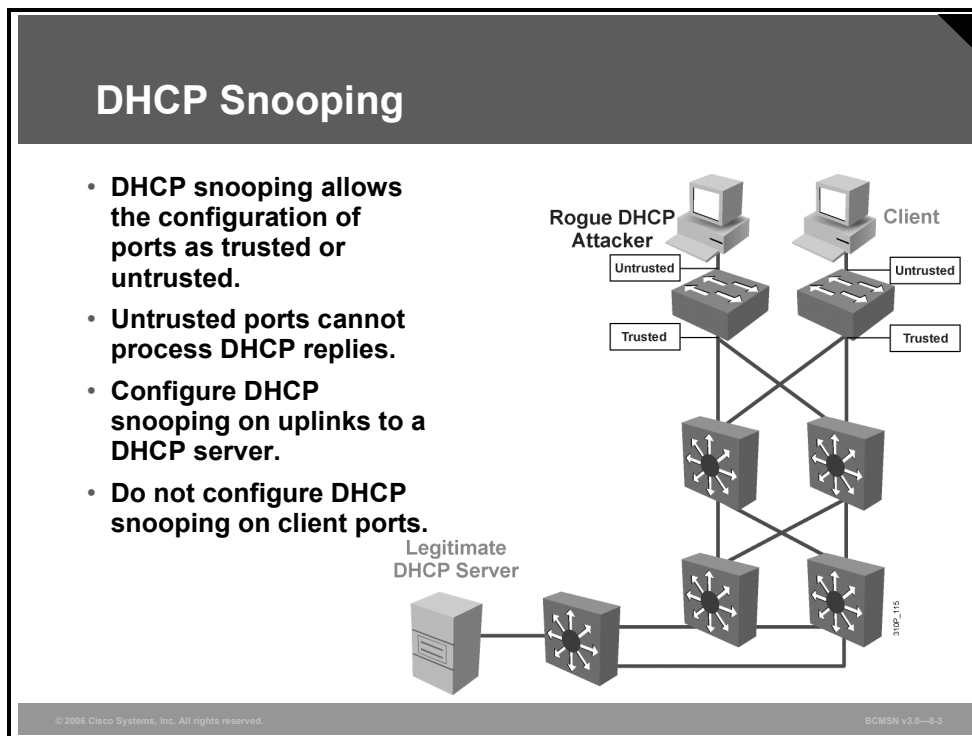 DHCP Snooping
• DHCP snooping allows
the configuration of
ports as trusted or
untrusted.
• Untrusted ports cannot
process DHCP replies.
• Configure DHCP
snooping on uplinks to a
DHCP server.
• Do not configure DHCP
snooping on client ports.
Rogue DHCP
Attacker
Client
Untrusted
Untrusted
Trusted
Trusted
Legitimate
DHCP Server
310P_115
© 2006 Cisco Systems, Inc. All rights reserved.
BCMSN v3.0—8-3